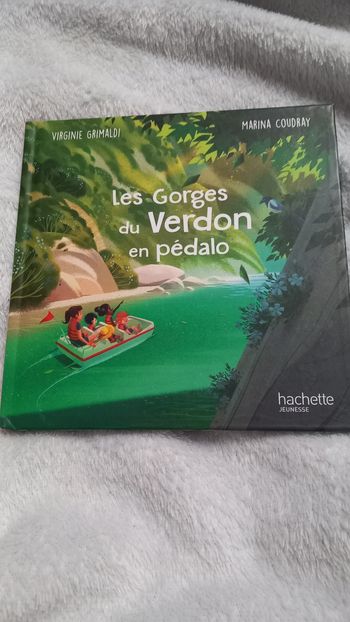 VIRGINIE GRIMALDI
MARINA COUDRAY
Les Gorges
du Verdon
en pédalo
hachette
JEUNESSE